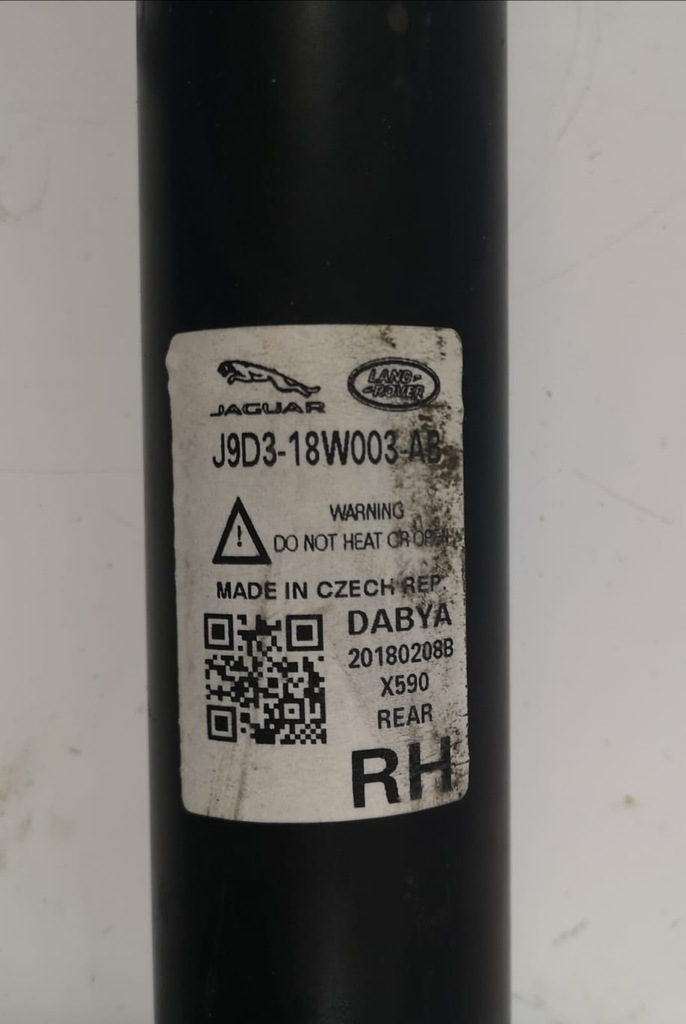 JAGUAR
LAND-
-ROVER
J9D3-18W003-AB
WARNING
DO NOT HEAT OR OPEN
MADE IN CZECH REP.
DABYA
20180208B
X590
REAR
RH